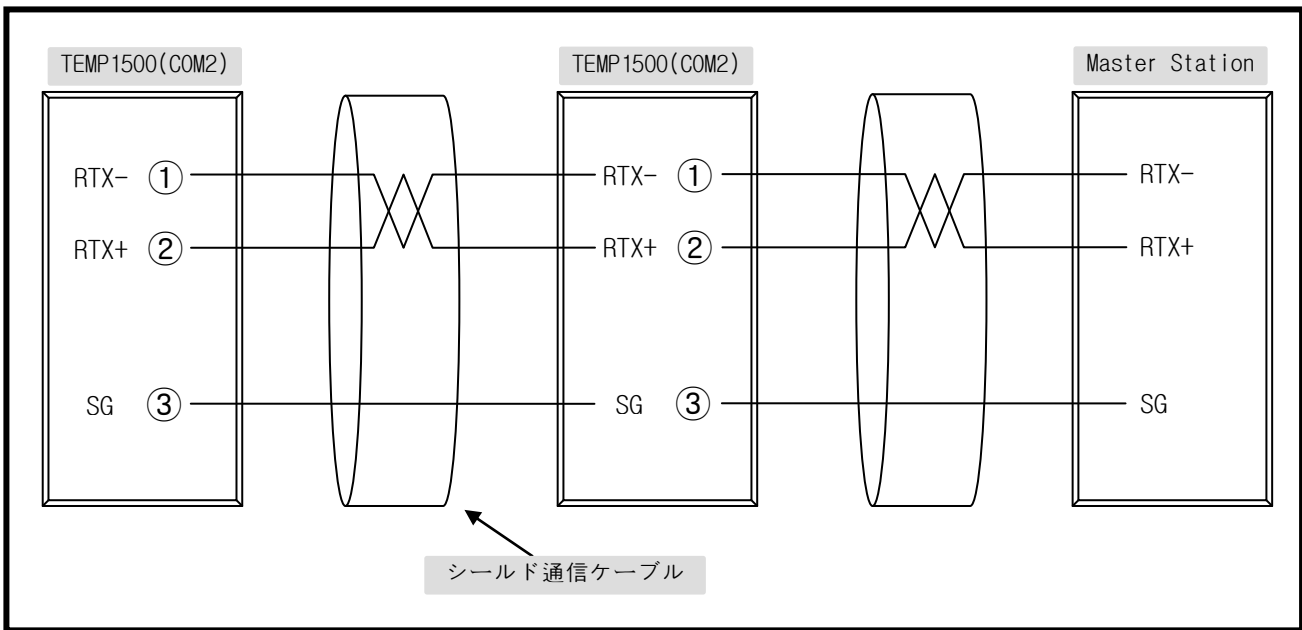 TEMP1500(COM2)
TEMP1500(COM2)
Master Station
RTX- ①
RTX- ①
RTX-
RTX+ ②
RTX+ ②
RTX+
SG ③
SG ③
SG
シールド通信ケーブル